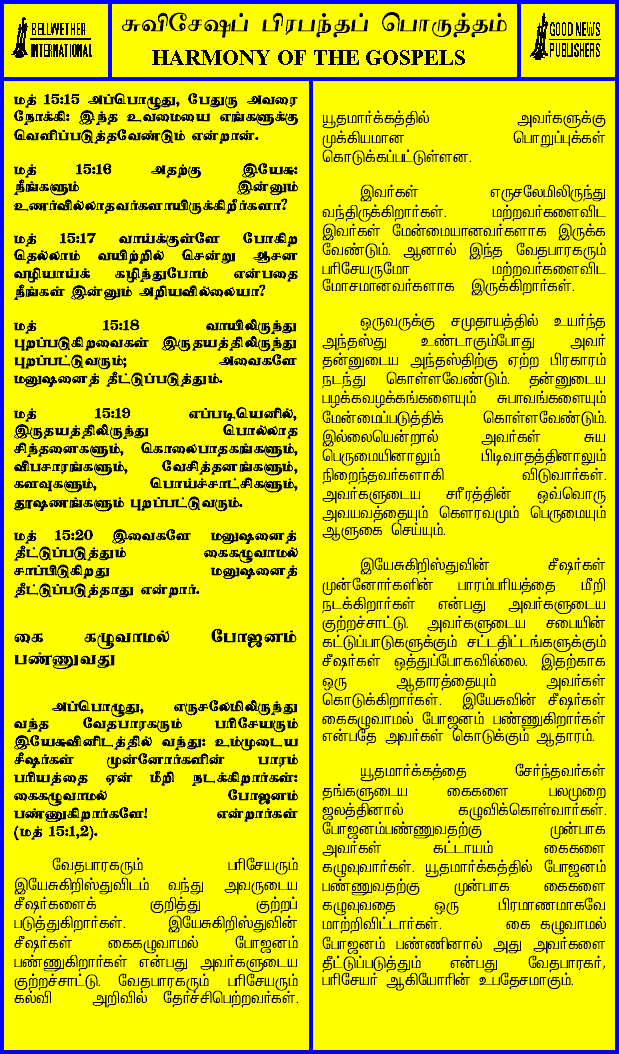 BELLWETHER
INTERNATIONAL
சுவிசேஷப் பிரபந்தப் பொருத்தம்
HARMONY OF THE GOSPELS
GOOD NEWS
PUBLISHERS
மத் 15:15 அப்பொழுது, பேதுரு அவரை
நோக்கி: இந்த உவமையை எங்களுக்கு
வெளிப்படுத்தவேண்டும் என்றான்.
மத் 15:16 அதற்கு இயேசு:
நீங்களும் இன்னும்
உணர்வில்லாதவர்களாயிருக்கிறீர்களா?
மத் 15:17 வாய்க்குள்ளே போகிற
தெல்லாம் வயிற்றில் சென்று ஆசன
வழியாய்க் கழிந்துபோம் என்பதை
நீங்கள் இன்னும் அறியவில்லையா?
மத் 15:18 வாயிலிருந்து
புறப்படுகிறவைகள் இருதயத்திலிருந்து
புறப்பட்டுவரும்; அவைகளே
மனுஷனைத் தீட்டுப்படுத்தும்.
மத் 15:19 எப்படியெனில்,
இருதயத்திலிருந்து பொல்லாத
சிந்தனைகளும், கொலைபாதகங்களும்,
விபசாரங்களும், வேசித்தனங்களும்,
களவுகளும், பொய்ச்சாட்சிகளும்,
தூஷணங்களும் புறப்பட்டுவரும்.
மத் 15:20 இவைகளே மனுஷனைத்
தீட்டுப்படுத்தும் கைகழுவாமல்
சாப்பிடுகிறது மனுஷனைத்
தீட்டுப்படுத்தாது என்றார்.
கை கழுவாமல் போஜனம்
பண்ணுவது
அப்பொழுது, எருசலேமிலிருந்து
வந்த வேதபாரகரும் பரிசேயரும்
இயேசுவினிடத்தில் வந்து: உம்முடைய
சீஷர்கள் முன்னோர்களின் பாரம்
பரியத்தை ஏன் மீறி நடக்கிறார்கள்:
கைகழுவாமல் போஜனம்
பண்ணுகிறார்களே! என்றார்கள்
(மத் 15:1,2).
வேதபாரகரும் பரிசேயரும்
இயேசுகிறிஸ்துவிடம் வந்து அவருடைய
சீஷர்களைக் குறித்து குற்றப்
படுத்துகிறார்கள். இயேசுகிறிஸ்துவின்
சீஷர்கள் கைகழுவாமல் போஜனம்
பண்ணுகிறார்கள் என்பது அவர்களுடைய
குற்றச்சாட்டு. வேதபாரகரும் பரிசேயரும்
கல்வி அறிவில் தேர்ச்சிபெற்றவர்கள்.
யூதமார்க்கத்தில் அவர்களுக்கு
முக்கியமான பொறுப்புக்கள்
கொடுக்கப்பட்டுள்ளன.
இவர்கள் எருசலேமிலிருந்து
வந்திருக்கிறார்கள். மற்றவர்களைவிட
இவர்கள் மேன்மையானவர்களாக இருக்க
வேண்டும். ஆனால் இந்த வேதபாரகரும்
பரிசேயருமோ மற்றவர்களைவிட
மோசமானவர்களாக இருக்கிறார்கள்.
ஒருவருக்கு சமுதாயத்தில் உயர்ந்த
அந்தஸ்து உண்டாகும்போது அவர்
தன்னுடைய அந்தஸ்திற்கு ஏற்ற பிரகாரம்
நடந்து கொள்ளவேண்டும். தன்னுடைய
பழக்கவழக்கங்களையும் சுபாவங்களையும்
மேன்மைப்படுத்திக் கொள்ளவேண்டும்.
இல்லையென்றால் அவர்கள் சுய
பெருமையினாலும் பிடிவாதத்தினாலும்
நிறைந்தவர்களாகி விடுவார்கள்.
அவர்களுடைய சரீரத்தின் ஒவ்வொரு
அவயவத்தையும் கௌரவமும் பெருமையும்
ஆளுகை செய்யும்.
இயேசுகிறிஸ்துவின் சீஷர்கள்
முன்னோர்களின் பாரம்பரியத்தை மீறி
நடக்கிறார்கள் என்பது அவர்களுடைய
குற்றச்சாட்டு. அவர்களுடைய சபையின்
கட்டுப்பாடுகளுக்கும் சட்டதிட்டங்களுக்கும்
சீஷர்கள் ஒத்துப்போகவில்லை. இதற்காக
ஒரு ஆதாரத்தையும் அவர்கள்
கொடுக்கிறார்கள். இயேசுவின் சீஷர்கள்
கைகழுவாமல் போஜனம் பண்ணுகிறார்கள்
என்பதே அவர்கள் கொடுக்கும் ஆதாரம்.
யூதமார்க்கத்தை சேர்ந்தவர்கள்
தங்களுடைய கைகளை பலமுறை
ஜலத்தினால் கழுவிக்கொள்வார்கள்.
போஜனம்பண்ணுவதற்கு முன்பாக
அவர்கள் கட்டாயம் கைகளை
கழுவுவார்கள். யூதமார்க்கத்தில் போஜனம்
பண்ணுவதற்கு முன்பாக கைகளை
கழுவுவதை ஒரு பிரமாணமாகவே
மாற்றிவிட்டார்கள். கை கழுவாமல்
போஜனம் பண்ணினால் அது அவர்களை
தீட்டுப்படுத்தும் என்பது வேதபாரகர்,
பரிசேயர் ஆகியோரின் உபதேசமாகும்.